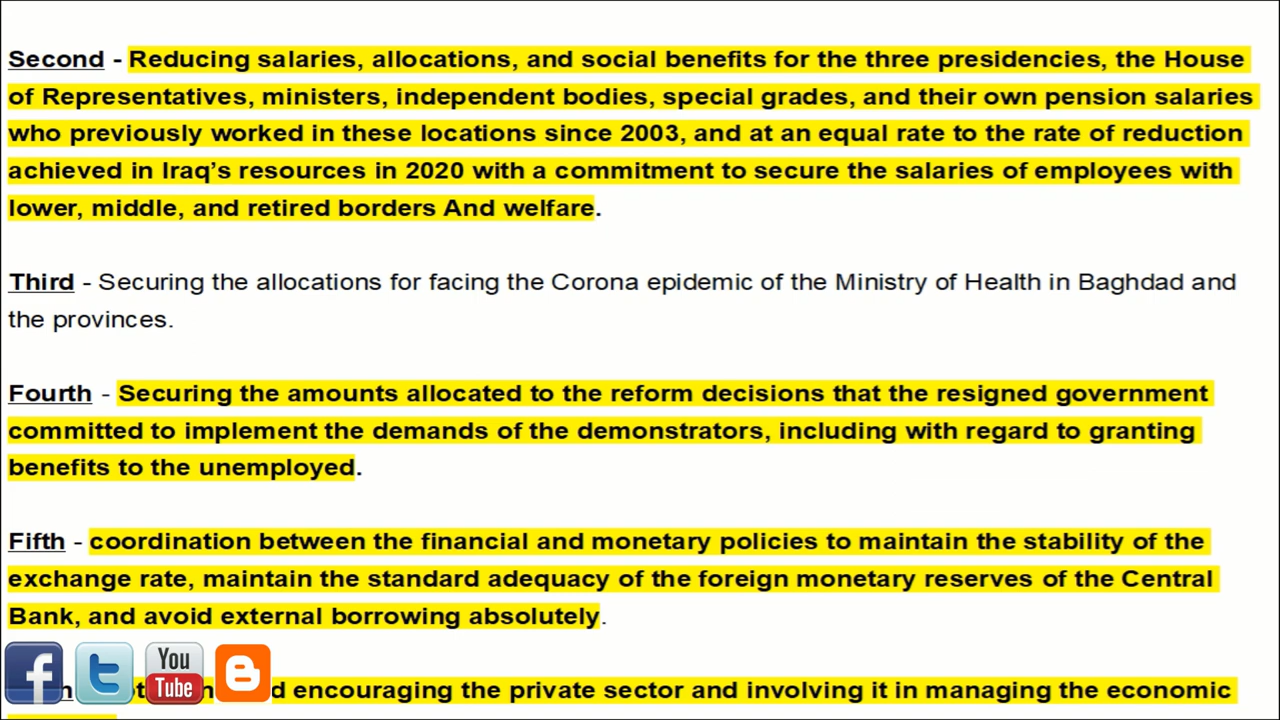 Second - Reducing salaries, allocations, and social benefits for the three presidencies, the House
of Representatives, ministers, independent bodies, special grades, and their own pension salaries
who previously worked in these locations since 2003, and at an equal rate to the rate of reduction
achieved in Iraq’s resources in 2020 with a commitment to secure the salaries of employees with
lower, middle, and retired borders And welfare.
Third - Securing the allocations for facing the Corona epidemic of the Ministry of Health in Baghdad and
the provinces.
Fourth - Securing the amounts allocated to the reform decisions that the resigned government
committed to implement the demands of the demonstrators, including with regard to granting
benefits to the unemployed.
Fifth - coordination between the financial and monetary policies to maintain the stability of the
exchange rate, maintain the standard adequacy of the foreign monetary reserves of the Central
Bank, and avoid external borrowing absolutely.
You
Tube
encouraging the private sector and involving it in managing the economic